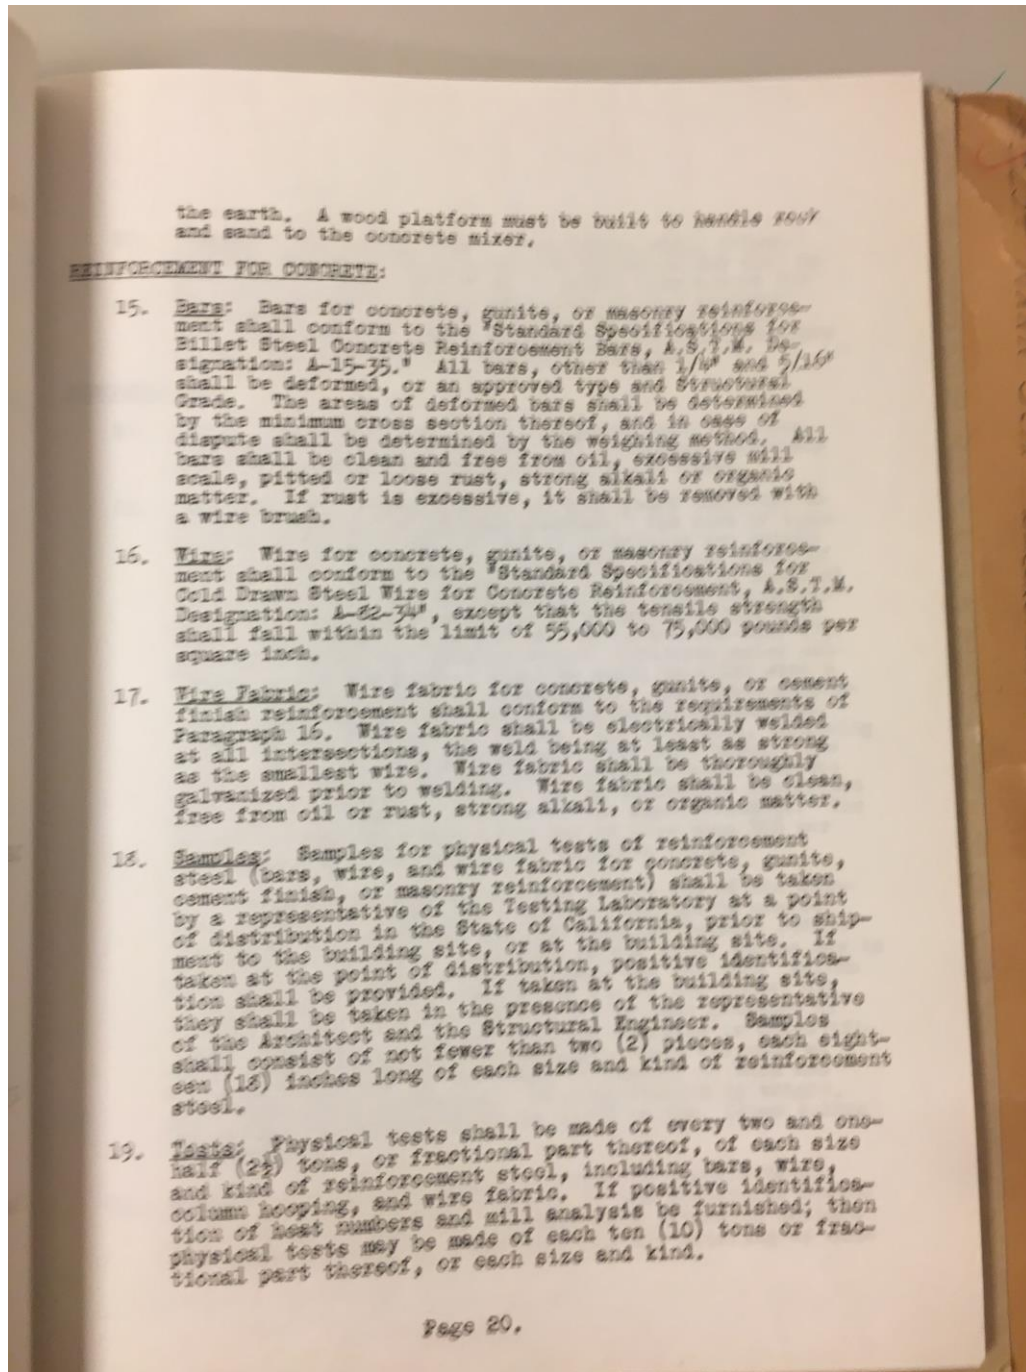 the earth.  A wood platform must be built to handle rock
and sand to the concrete mixer.
REINFORCEMENT FOR CONCRETE:
15.  Bars:  Bars for concrete, gunite, or masonry reinforce-
ment shall conform to the "Standard Specifications for
Billet Steel Concrete Reinforcement Bars, A.S.T.M. De-
signation: A-15-35."  All bars, other than 1/4" and 5/16"
shall be deformed, or an approved type and Structural
Grade.  The areas of deformed bars shall be determined
by the minimum cross section thereof, and in case of
dispute shall be determined by the weighing method.  All
bars shall be clean and free from oil, excessive mill
scale, pitted or loose rust, strong alkali or organic
matter.  If rust is excessive, it shall be removed with
a wire brush.
16.  Wire:  Wire for concrete, gunite, or masonry reinforce-
ment shall conform to the "Standard Specifications for
Cold Drawn Steel Wire for Concrete Reinforcement, A.S.T.M.
Designation: A-82-34", except that the tensile strength
shall fall within the limit of 55,000 to 75,000 pounds per
square inch.
17.  Wire Fabric:  Wire fabric for concrete, gunite, or cement
finish reinforcement shall conform to the requirements of
Paragraph 16.  Wire fabric shall be electrically welded
at all intersections, the weld being at least as strong
as the smallest wire.  Wire fabric shall be thoroughly
galvanized prior to welding.  Wire fabric shall be clean,
free from oil or rust, strong alkali, or organic matter.
18.  Samples:  Samples for physical tests of reinforcement
steel (bars, wire, and wire fabric for concrete, gunite,
cement finish, or masonry reinforcement) shall be taken
by a representative of the Testing Laboratory at a point
of distribution in the State of California, prior to ship-
ment to the building site, or at the building site.  If
taken at the point of distribution, positive identifica-
tion shall be provided.  If taken at the building site,
they shall be taken in the presence of the representative
of the Architect and the Structural Engineer.  Samples
shall consist of not fewer than two (2) pieces, each eight-
een (18) inches long of each size and kind of reinforcement
steel.
19.  Tests:  Physical tests shall be made of every two and one-
half (2½) tons, or fractional part thereof, of each size
and kind of reinforcement steel, including bars, wire,
column hooping, and wire fabric.  If positive identifica-
tion of heat numbers and mill analysis be furnished; then
physical tests may be made of each ten (10) tons or frac-
tional part thereof, or each size and kind.
Page 20.